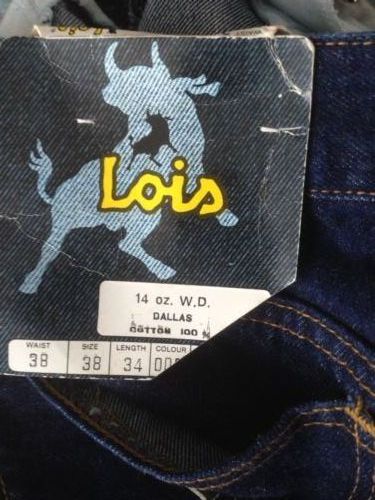 Lois
14 oz. W.D.
DALLAS
COTTON 100 %
WAIST SIZE LENGTH COLOUR
38 38 34